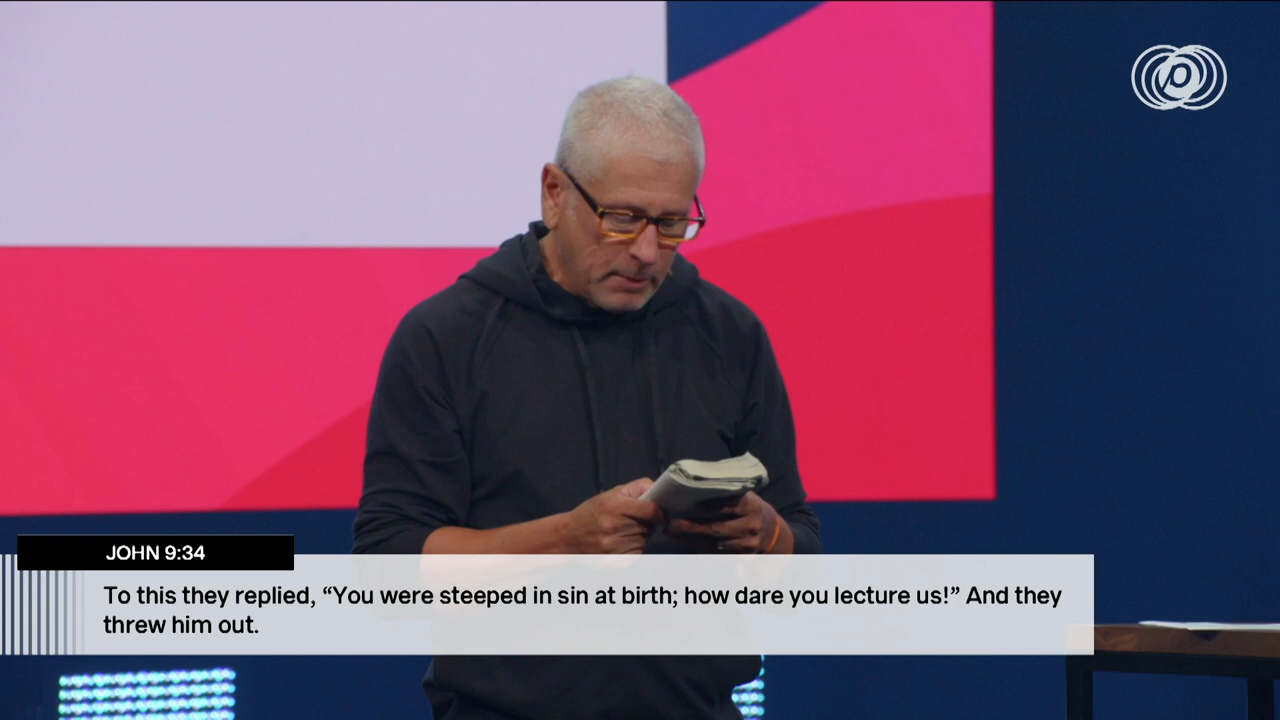 JOHN 9:34
To this they replied, “You were steeped in sin at birth; how dare you lecture us!” And they
threw him out.